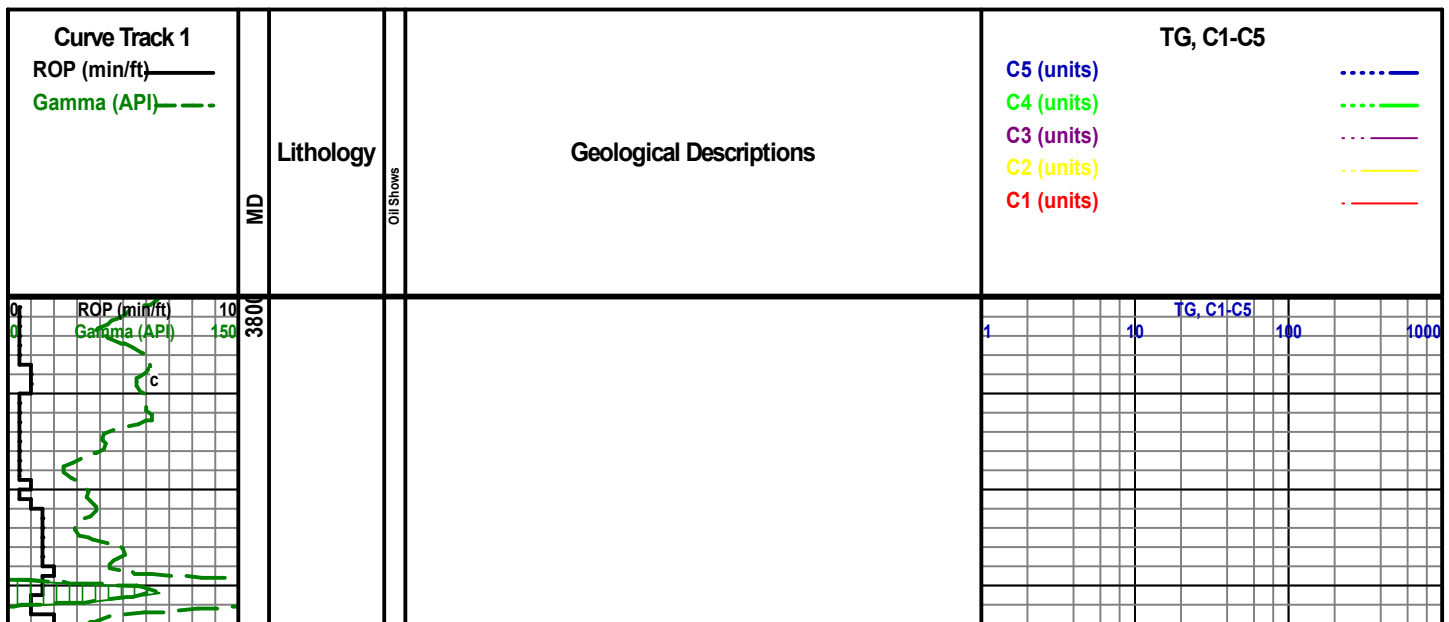 Curve Track 1
ROP (min/ft)
Gamma (API)
MD
Lithology
Oil Shows
Geological Descriptions
TG, C1-C5
C5 (units)
C4 (units)
C3 (units)
C2 (units)
C1 (units)
0 ROP (min/ft) 10
0 Gamma (API) 150
3800
C
TG, C1-C5
1 10 100 1000